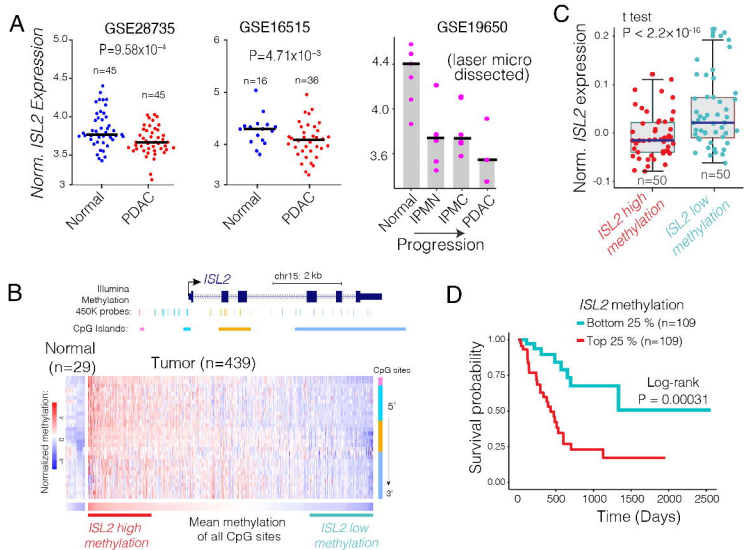 A
GSE28735
P=9.58x10⁻⁴
n=45
n=45
Norm. ISL2 Expression
5.0
4.5
4.0
3.5
3
Normal
PDAC
GSE16515
P=4.71x10⁻³
n=16
n=36
6
5
4
3
Normal
PDAC
GSE19650
(laser micro
dissected)
4.4
4.0
3.6
Normal
IPMN
IPMC
PDAC
Progression
C
t test
P < 2.2x10⁻¹⁶
Norm. ISL2 expression
0.2
0.1
0.0
-0.1
n=50
n=50
ISL2 high
methylation
ISL2 low
methylation
B
ISL2
chr15: 2 kb
Illumina
Methylation
450K probes:
CpG Islands:
Normal
(n=29)
Tumor (n=439)
CpG sites
Normalized methylation:
4
0
-4
5'
3'
ISL2 high
methylation
Mean methylation
of all CpG sites
ISL2 low
methylation
D
ISL2 methylation
Bottom 25 % (n=109
Top 25 % (n=109)
Log-rank
P = 0.00031
Survival probability
1.00
0.75
0.50
0.25
0.00
0
500
1000
1500
2000
2500
Time (Days)